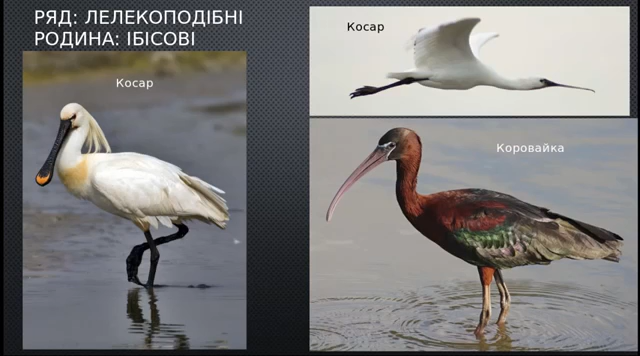 РЯД: ЛЕЛЕКОПОДІБНІ
РОДИНА: ІБІСОВІ
Косар
Косар
Коровайка